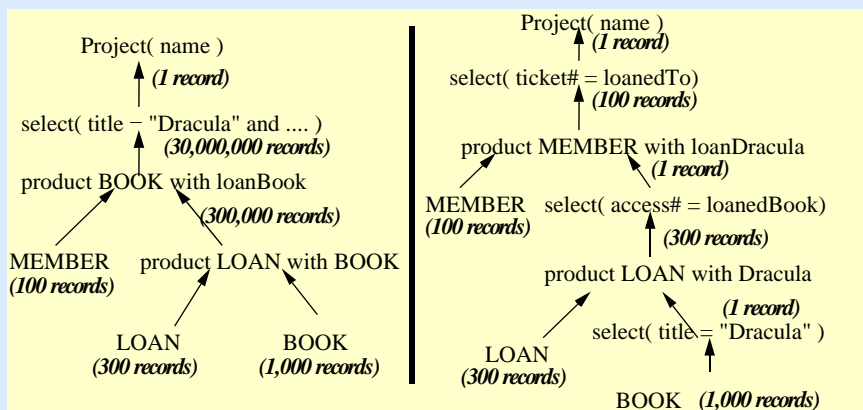 Project( name )
(1 record)
select( title = "Dracula" and .... )
(30,000,000 records)
product BOOK with loanBook
(300,000 records)
MEMBER
(100 records)
product LOAN with BOOK
LOAN
(300 records)
BOOK
(1,000 records)
Project( name )
(1 record)
select( ticket# = loanedTo)
(100 records)
product MEMBER with loanDracula
(1 record)
MEMBER
(100 records)
select( access# = loanedBook)
(300 records)
product LOAN with Dracula
(1 record)
select( title = "Dracula" )
LOAN
(300 records)
BOOK (1,000 records)